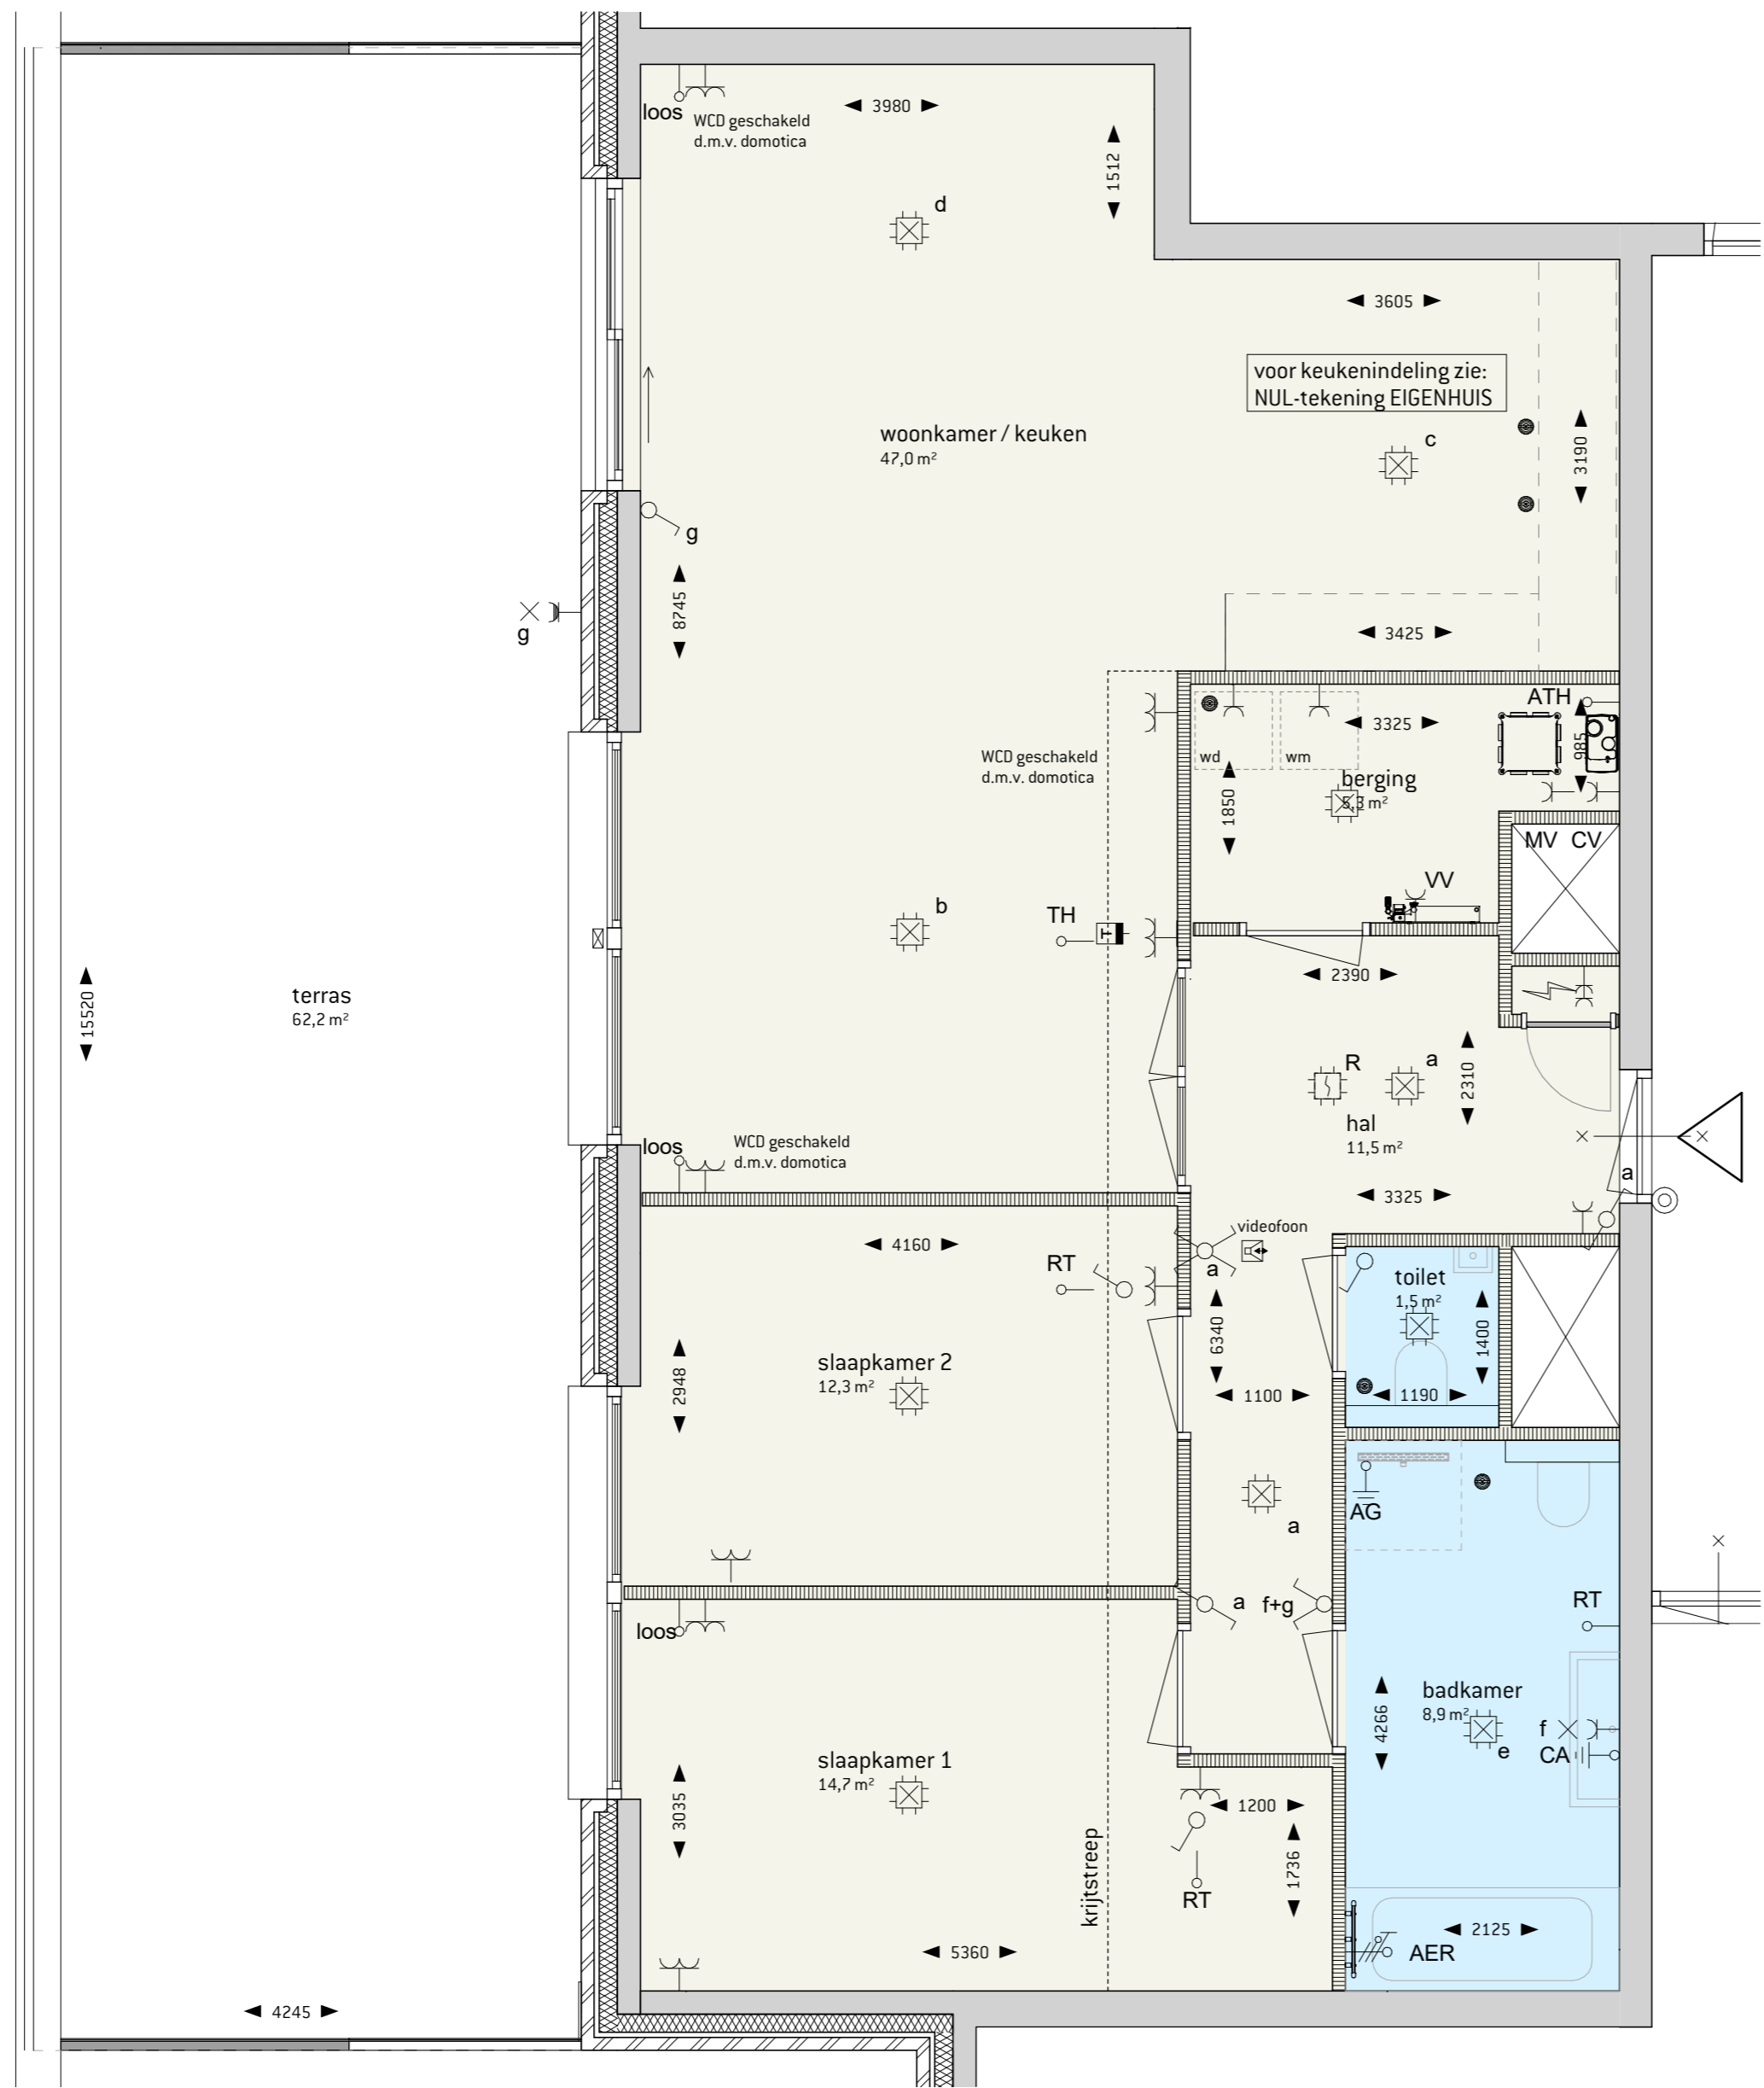 loos
WCD geschakeld
d.m.v. domotica
3980
1512
d
3605
voor keukenindeling zie:
NUL-tekening EIGENHUIS
woonkamer / keuken
47,0 m²
c
3190
g
g
8745
3425
ATH
3325
985
wd
wm
WCD geschakeld
d.m.v. domotica
berging
5,3 m²
1850
MV CV
VV
b
TH
2390
terras
62,2 m²
15520
R
a
2310
hal
11,5 m²
loos
WCD geschakeld
d.m.v. domotica
a
3325
4160
videofoon
RT
a
toilet
1,5 m²
6340
1400
slaapkamer 2
12,3 m²
2948
1100
1190
AG
a
RT
loos
a
f+g
badkamer
8,9 m²
4266
f
e
CA
slaapkamer 1
14,7 m²
3035
1200
1736
krijtstreep
RT
2125
AER
5360
4245